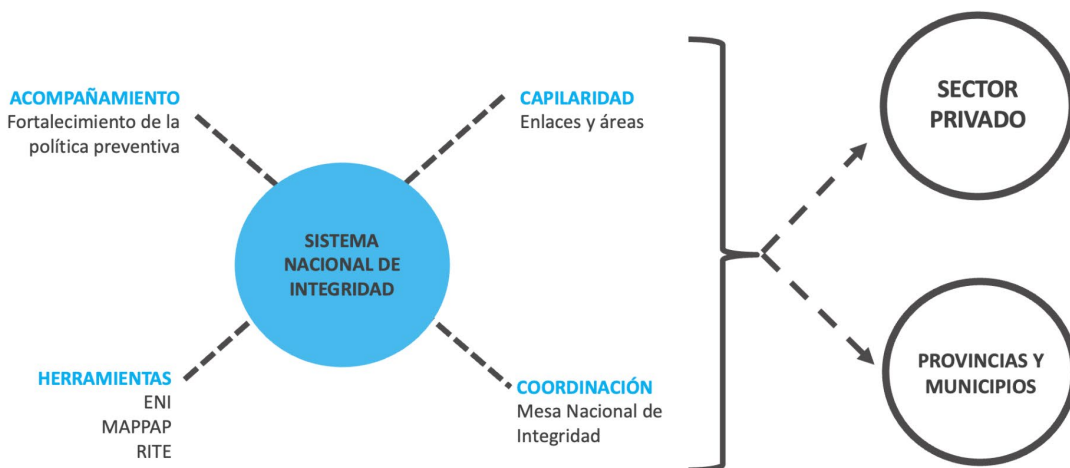 ACOMPAÑAMIENTO
Fortalecimiento de la
política preventiva
CAPILARIDAD
Enlaces y áreas
SISTEMA
NACIONAL DE
INTEGRIDAD
HERRAMIENTAS
ENI
MAPPAP
RITE
COORDINACIÓN
Mesa Nacional de
Integridad
SECTOR
PRIVADO
PROVINCIAS Y
MUNICIPIOS